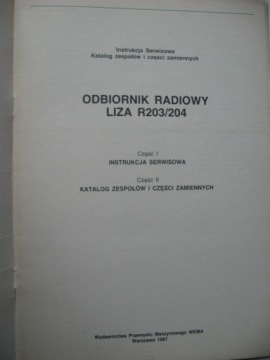 Instrukcja Serwisowa
Katalog zespołów i części zamiennych
ODBIORNIK RADIOWY
LIZA R203/204
Część I
INSTRUKCJA SERWISOWA
Część II
KATALOG ZESPOŁÓW I CZĘŚCI ZAMIENNYCH
Wydawnictwa Przemysłu Maszynowego WEMA
Warszawa 1987